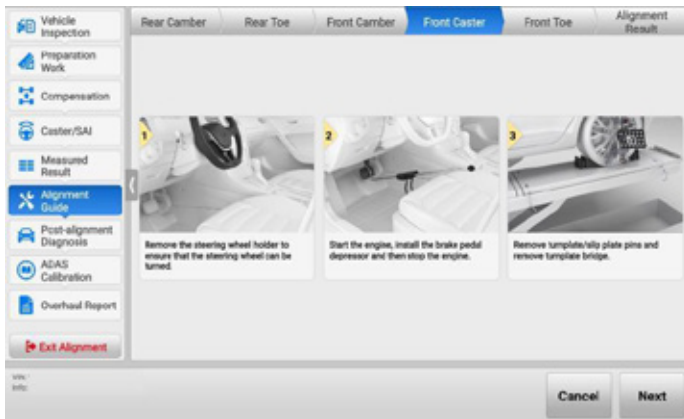 Vehicle
Inspection
Preparation
Work
Compensation
Caster/SAI
Measured
Result
Alignment
Guide
Post-alignment
Diagnosis
ADAS
Calibration
Overhaul Report
Exit Alignment
Rear Camber
Rear Toe
Front Camber
Front Caster
Front Toe
Alignment
Result
1
Remove the steering wheel holder to
ensure that the steering wheel can be
turned.
2
Start the engine, install the brake pedal
depressor and then stop the engine.
3
Remove turnplate/slip plate pins and
remove turnplate bridge.
VIN:
Info:
Cancel
Next